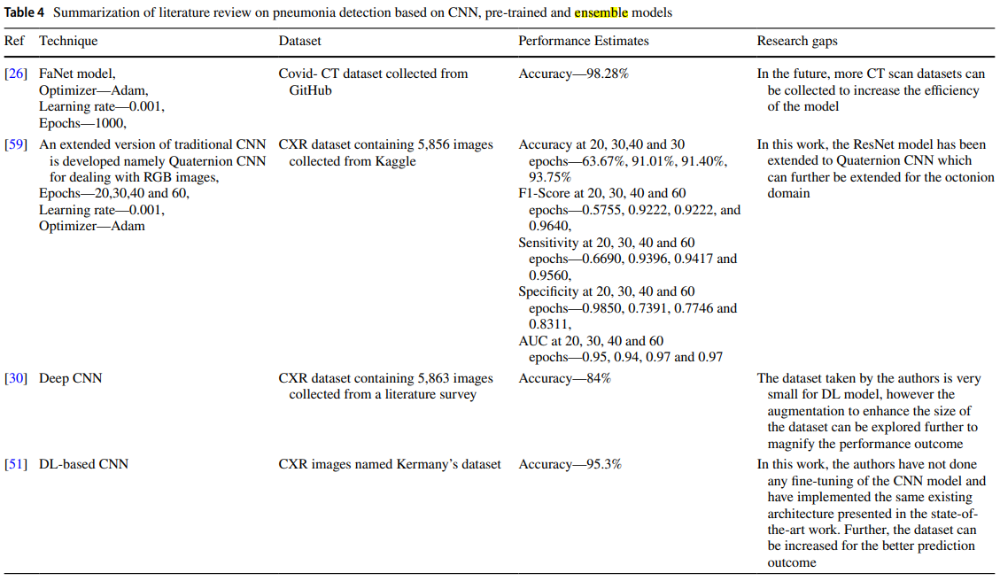 Table 4 Summarization of literature review on pneumonia detection based on CNN, pre-trained and ensemble models
Ref Technique Dataset Performance Estimates Research gaps
[26] FaNet model,
Optimizer—Adam,
Learning rate—0.001,
Epochs—1000,
Covid- CT dataset collected from
GitHub
Accuracy—98.28%
In the future, more CT scan datasets can
be collected to increase the efficiency
of the model
[59] An extended version of traditional CNN
is developed namely Quaternion CNN
for dealing with RGB images,
Epochs—20,30,40 and 60,
Learning rate—0.001,
Optimizer—Adam
CXR dataset containing 5,856 images
collected from Kaggle
Accuracy at 20, 30,40 and 30
epochs—63.67%, 91.01%, 91.40%,
93.75%
F1-Score at 20, 30, 40 and 60
epochs—0.5755, 0.9222, 0.9222, and
0.9640,
Sensitivity at 20, 30, 40 and 60
epochs—0.6690, 0.9396, 0.9417 and
0.9560,
Specificity at 20, 30, 40 and 60
epochs—0.9850, 0.7391, 0.7746 and
0.8311,
AUC at 20, 30, 40 and 60
epochs—0.95, 0.94, 0.97 and 0.97
In this work, the ResNet model has been
extended to Quaternion CNN which
can further be extended for the octonion
domain
[30] Deep CNN
CXR dataset containing 5,863 images
collected from a literature survey
Accuracy—84%
The dataset taken by the authors is very
small for DL model, however the
augmentation to enhance the size of
the dataset can be explored further to
magnify the performance outcome
[51] DL-based CNN
CXR images named Kermany's dataset
Accuracy—95.3%
In this work, the authors have not done
any fine-tuning of the CNN model and
have implemented the same existing
architecture presented in the state-of-
the-art work. Further, the dataset can
be increased for the better prediction
outcome